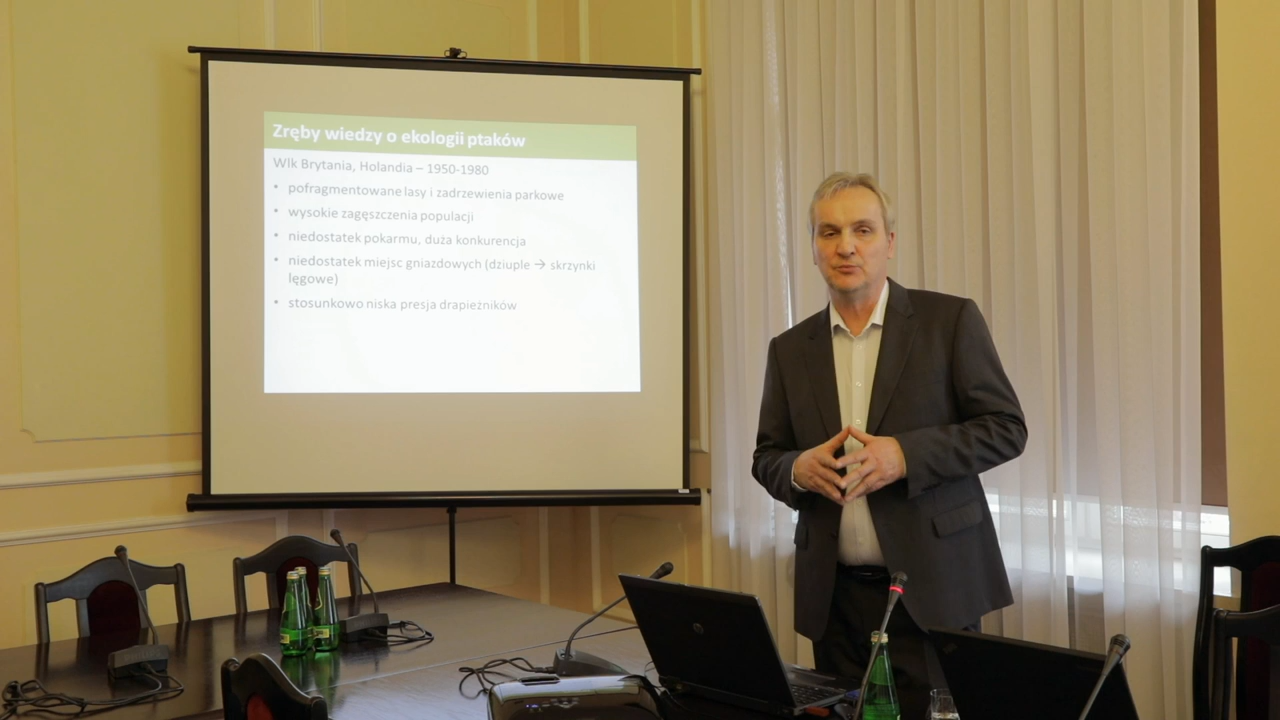 Zręby wiedzy o ekologii ptaków
Wlk Brytania, Holandia – 1950-1980
• pofragmentowane lasy i zadrzewienia parkowe
• wysokie zagęszczenia populacji
• niedostatek pokarmu, duża konkurencja
• niedostatek miejsc gniazdowych (dziuple → skrzynki
lęgowe)
• stosunkowo niska presja drapieżników